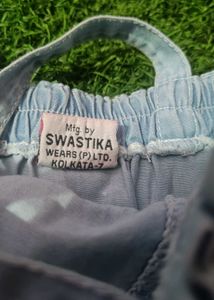 Mfg. by
SWASTIKA
WEARS (P) LTD.
KOLKATA-7